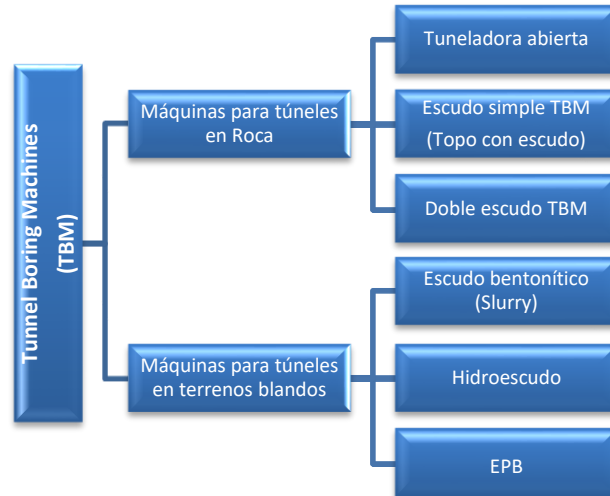 Tunnel Boring Machines
(TBM)
Máquinas para túneles
en Roca
Tuneladora abierta
Escudo simple TBM
(Topo con escudo)
Doble escudo TBM
Máquinas para túneles
en terrenos blandos
Escudo bentonítico
(Slurry)
Hidroescudo
EPB